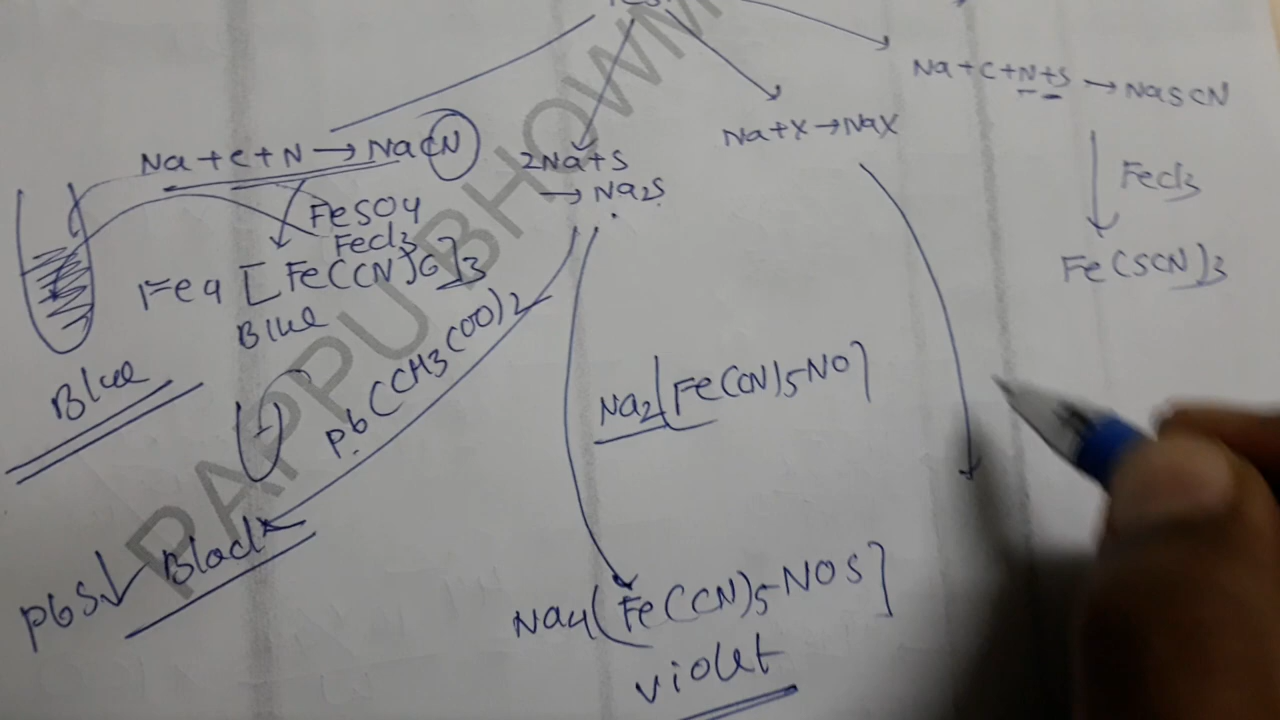 Na+C+N → NaCN
FeSO4
FeCl3
Fe4[Fe(CN)6]3
Blue
Blue
2Na+S
→ Na2S
Pb(CH3COO)2
PbS↓ Black
Na2[Fe(CN)5NO]
Na4[Fe(CN)5NOS]
violet
Na+X→NaX
Na+C+N+S → NaSCN
FeCl3
Fe(SCN)3
PAPPU BHOWM